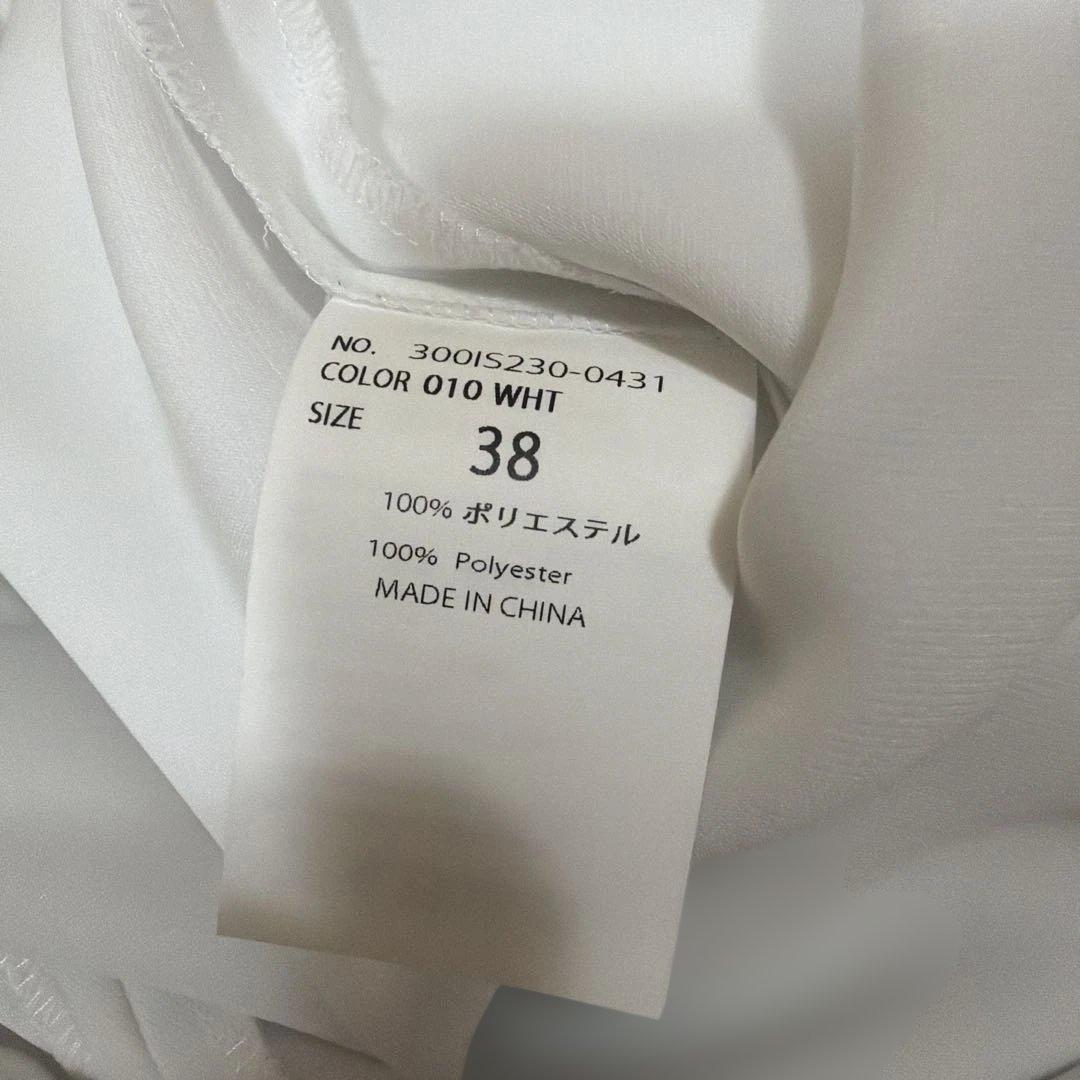 NO. 300IS230-0431
COLOR 010 WHT
SIZE 38
100% ポリエステル
100% Polyester
MADE IN CHINA